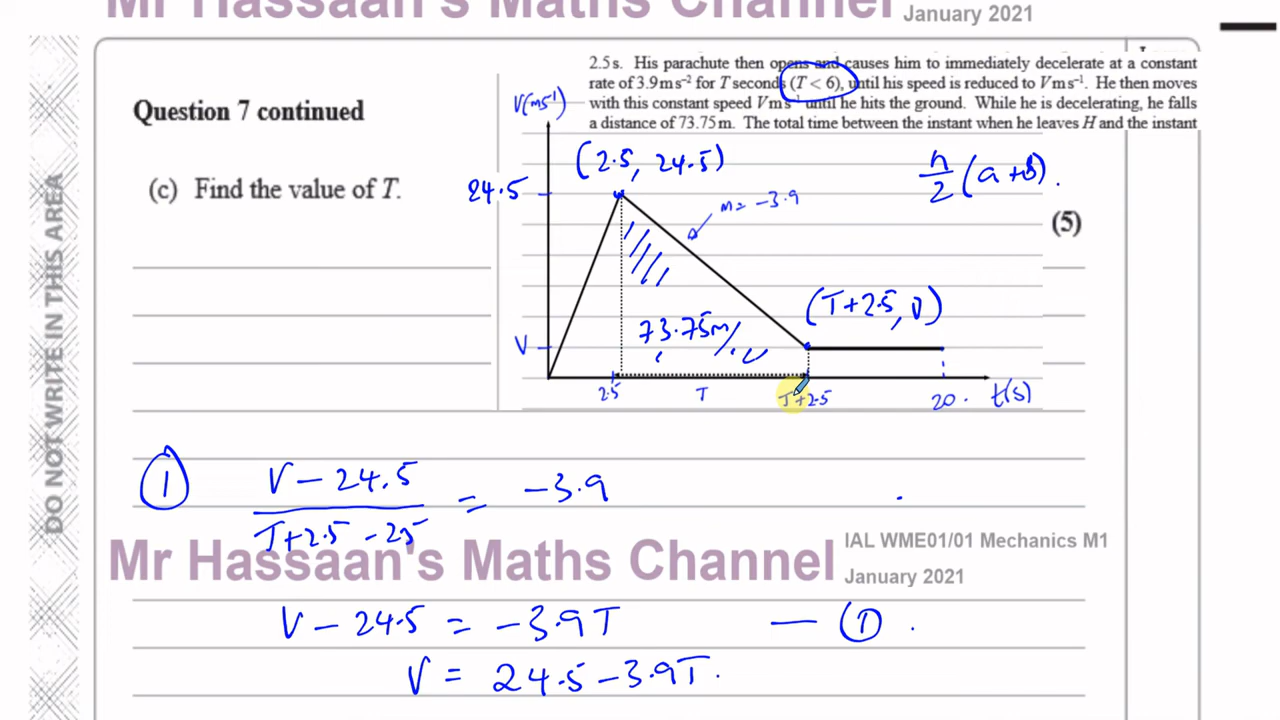 Mr Hassaan's Maths Channel
January 2021
2.5 s. His parachute then opens and causes him to immediately decelerate at a constant
rate of 3.9 m s⁻² for T seconds (T < 6), until his speed is reduced to V m s⁻¹. He then moves
with this constant speed V m s⁻¹ until he hits the ground. While he is decelerating, he falls
a distance of 73.75 m. The total time between the instant when he leaves H and the instant
Question 7 continued
(c) Find the value of T.
(5)
V(ms⁻¹)
(2.5, 24.5)
h/2 (a+b).
24.5
m = -3.9
(T+2.5, V)
73.75m
V
2.5
T
T+2.5
20.
t(s)
① V - 24.5 / T+2.5 - 2.5 = -3.9
Mr Hassaan's Maths Channel
IAL WME01/01 Mechanics M1
January 2021
V - 24.5 = -3.9T — ①.
V = 24.5 - 3.9T.
DO NOT WRITE IN THIS AREA